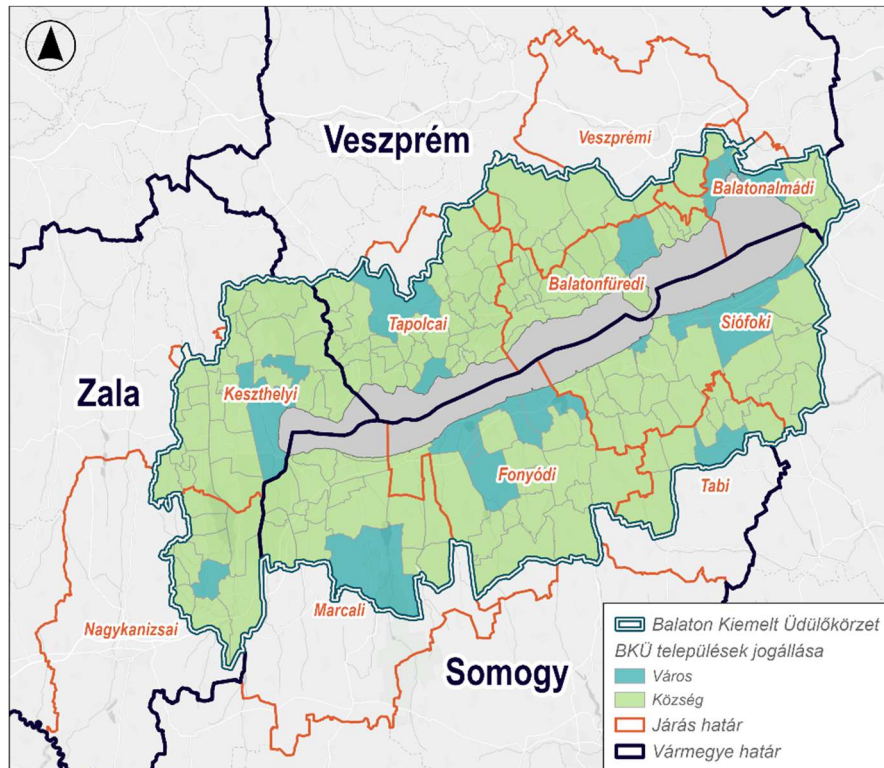 Veszprém
Veszprémi
Balatonalmádi
Balatonfüredi
Tapolcai
Siófoki
Keszthelyi
Zala
Fonyódi
Tabi
Marcali
Nagykanizsai
Somogy
Balaton Kiemelt Üdülőkörzet
BKÜ települések jogállása
Város
Község
Járás határ
Vármegye határ